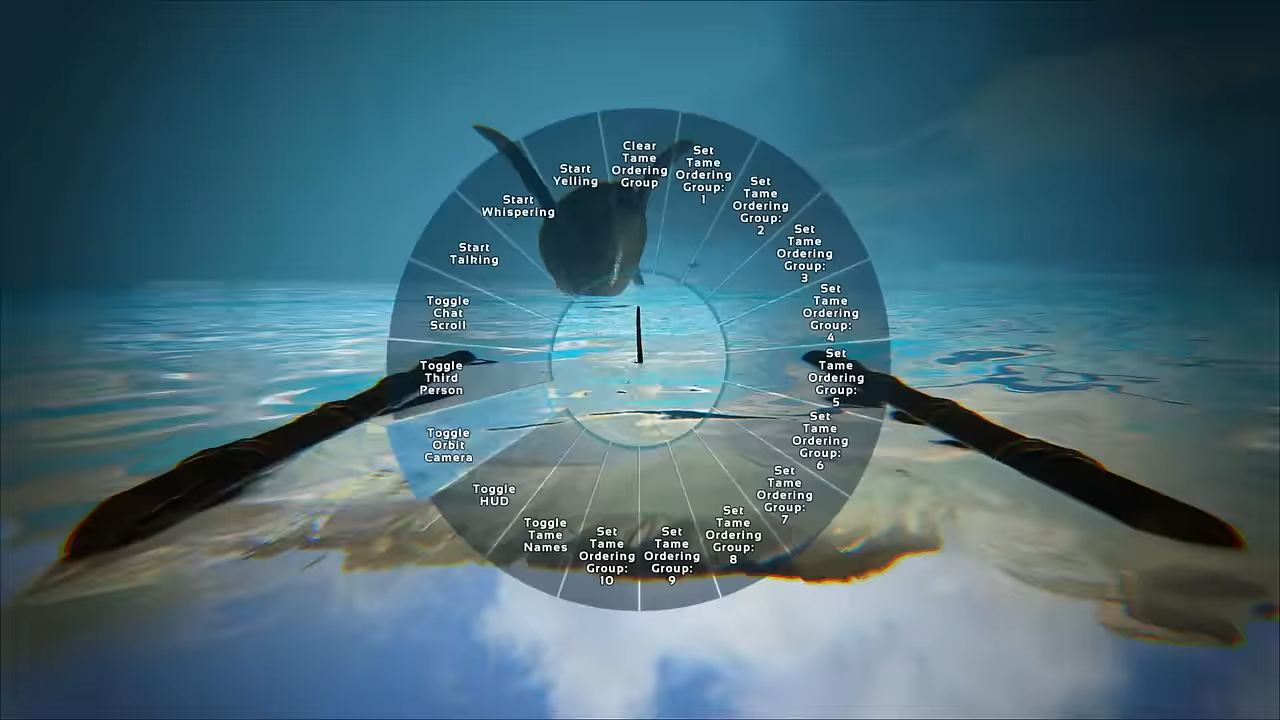 Clear
Tame
Ordering
Group
Set
Tame
Ordering
Group:
1
Set
Tame
Ordering
Group:
2
Set
Tame
Ordering
Group:
3
Set
Tame
Ordering
Group:
4
Set
Tame
Ordering
Group:
5
Set
Tame
Ordering
Group:
6
Set
Tame
Ordering
Group:
7
Set
Tame
Ordering
Group:
8
Set
Tame
Ordering
Group:
9
Set
Tame
Ordering
Group:
10
Toggle
Tame
Names
Toggle
HUD
Toggle
Orbit
Camera
Toggle
Third
Person
Toggle
Chat
Scroll
Start
Talking
Start
Whispering
Start
Yelling